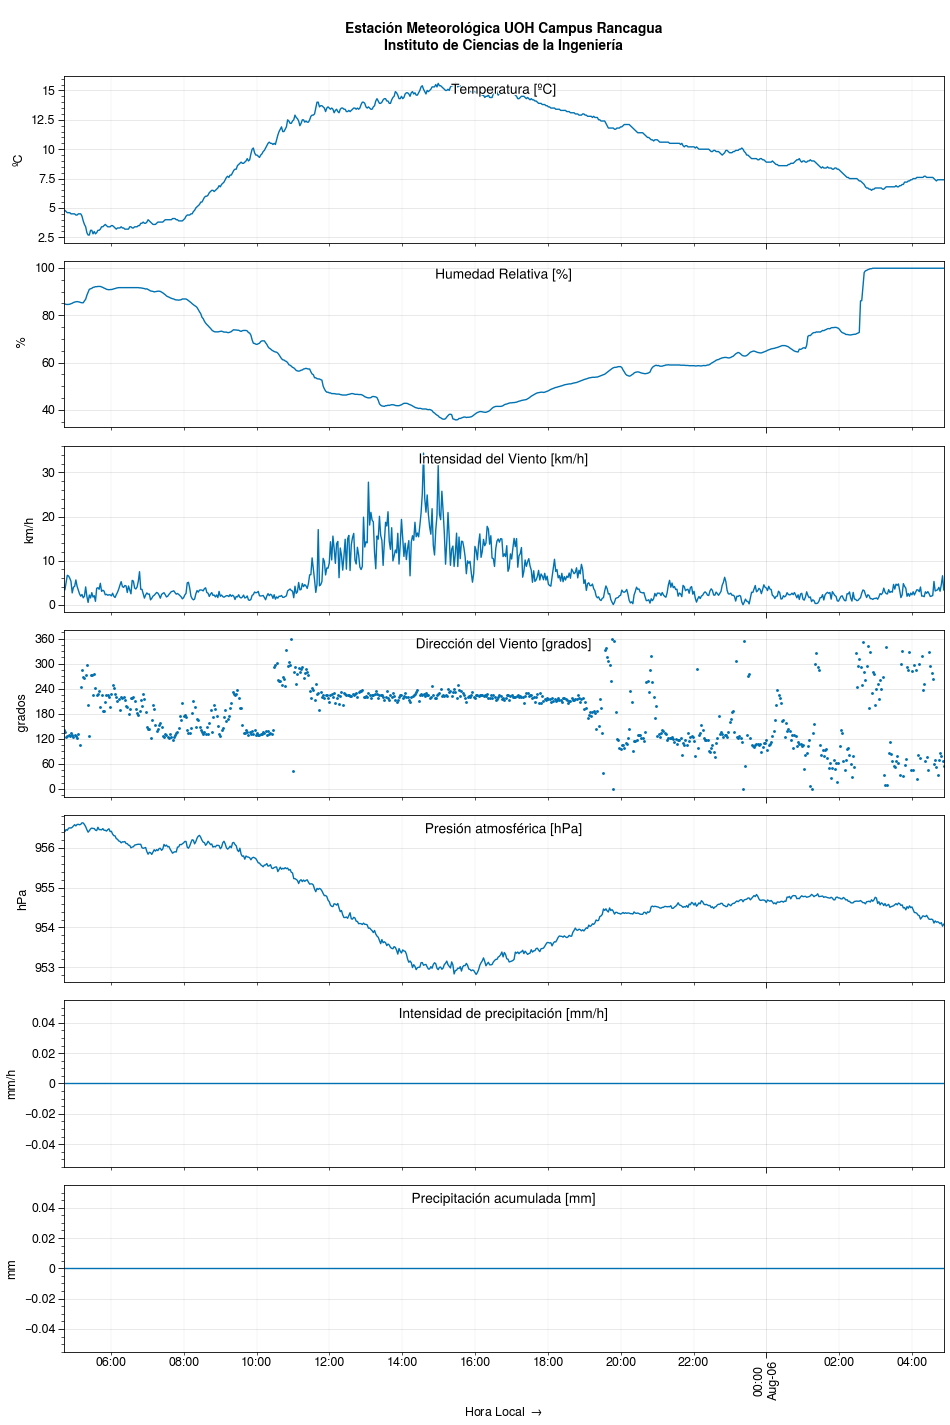 Estación Meteorológica UOH Campus Rancagua
Instituto de Ciencias de la Ingeniería
Temperatura [ºC]
ºC
15
12.5
10
7.5
5
2.5
Humedad Relativa [%]
%
100
80
60
40
Intensidad del Viento [km/h]
km/h
30
20
10
0
Dirección del Viento [grados]
grados
360
300
240
180
120
60
0
Presión atmosférica [hPa]
hPa
956
955
954
953
Intensidad de precipitación [mm/h]
mm/h
0.04
0.02
0
−0.02
−0.04
Precipitación acumulada [mm]
mm
0.04
0.02
0
−0.02
−0.04
06:00 08:00 10:00 12:00 14:00 16:00 18:00 20:00 22:00 00:00 02:00 04:00
Aug-06
Hora Local →